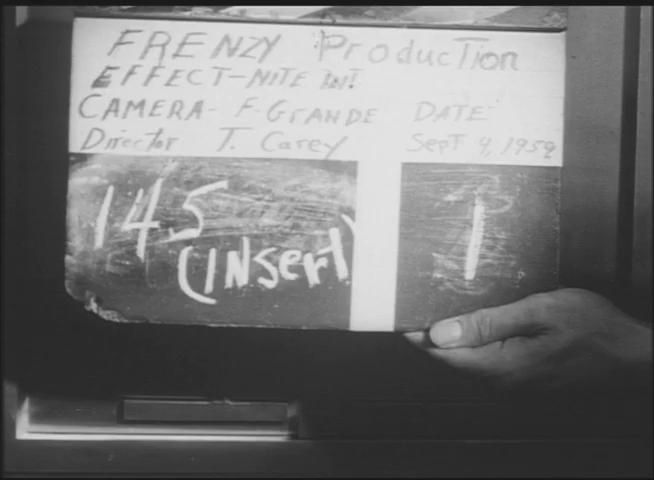 FRENZY Production
EFFECT-NITE INT
CAMERA- F. GRANDE DATE
Director T. Carey Sept 9, 1959
145 1
(INsert)